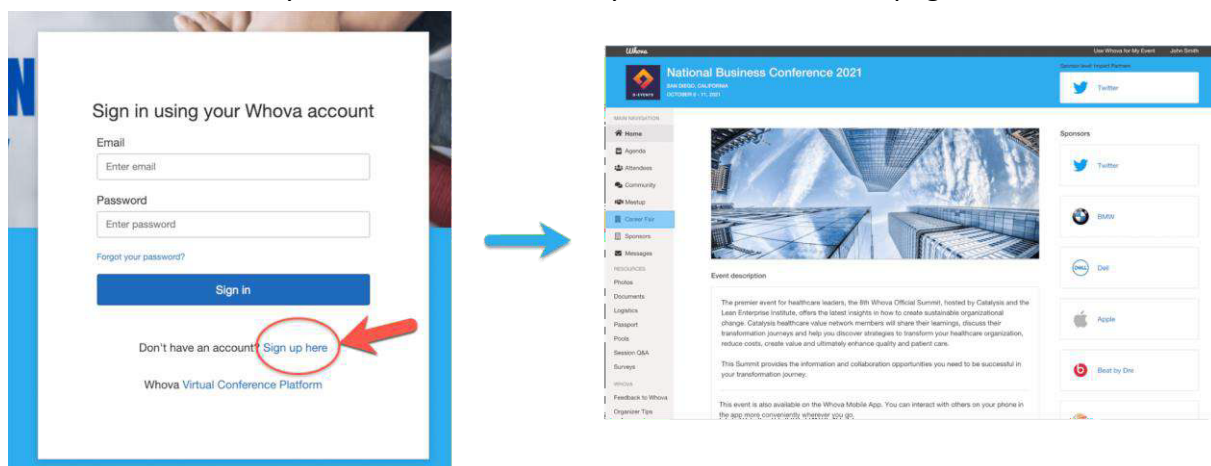 Sign in using your Whova account
Email
Enter email
Password
Enter password
Forgot your password?
Sign in
Don't have an account? Sign up here
Whova Virtual Conference Platform
Whova
Use Whova for My Event
John Smith
National Business Conference 2021
SAN DIEGO, CALIFORNIA
OCTOBER 8 - 11, 2021
Twitter
MAIN NAVIGATION
Home
Agenda
Attendees
Community
Meetup
Career Fair
Sponsors
Messages
RESOURCES
Photos
Documents
Logistics
Passport
Polls
Session Q&A
Surveys
WHOVA
Feedback to Whova
Organizer Tips
Event description
The premier event for healthcare leaders, the 8th Whova Official Summit, hosted by Catalysis and the
Lean Enterprise Institute, offers the latest insights in how to create sustainable organizational
change. Catalysis healthcare value network members will share their learnings, discuss their
transformation journeys and help you discover strategies to transform your healthcare organization,
reduce costs, create value and ultimately enhance quality and patient care.
This Summit provides the information and collaboration opportunities you need to be successful in
your transformation journey.
This event is also available on the Whova Mobile App. You can interact with others on your phone in
the app more conveniently wherever you go.
Sponsors
Twitter
BMW
Dell
Apple
Beat by Dre